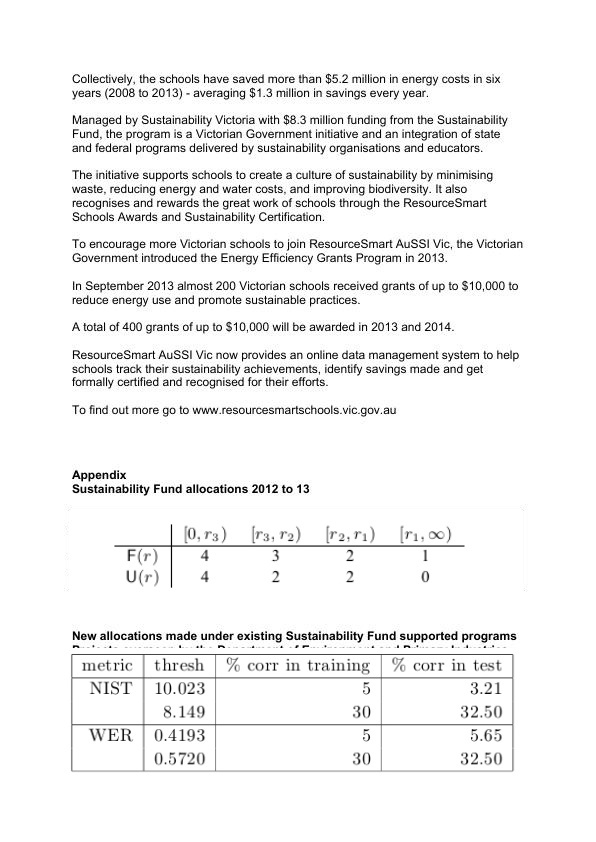 Collectively, the schools have saved more than $5.2 million in energy costs in six
years (2008 to 2013) - averaging $1.3 million in savings every year.
Managed by Sustainability Victoria with $8.3 million funding from the Sustainability
Fund, the program is a Victorian Government initiative and an integration of state
and federal programs delivered by sustainability organisations and educators.
The initiative supports schools to create a culture of sustainability by minimising
waste, reducing energy and water costs, and improving biodiversity. It also
recognises and rewards the great work of schools through the ResourceSmart
Schools Awards and Sustainability Certification.
To encourage more Victorian schools to join ResourceSmart AuSSI Vic, the Victorian
Government introduced the Energy Efficiency Grants Program in 2013.
In September 2013 almost 200 Victorian schools received grants of up to $10,000 to
reduce energy use and promote sustainable practices.
A total of 400 grants of up to $10,000 will be awarded in 2013 and 2014.
ResourceSmart AuSSI Vic now provides an online data management system to help
schools track their sustainability achievements, identify savings made and get
formally certified and recognised for their efforts.
To find out more go to www.resourcesmartschools.vic.gov.au
Appendix
Sustainability Fund allocations 2012 to 13
[0, r₃) [r₃, r₂) [r₂, r₁) [r₁, ∞)
F(r) 4 3 2 1
U(r) 4 2 2 0
New allocations made under existing Sustainability Fund supported programs
metric thresh % corr in training % corr in test
NIST 10.023 5 3.21
8.149 30 32.50
WER 0.4193 5 5.65
0.5720 30 32.50